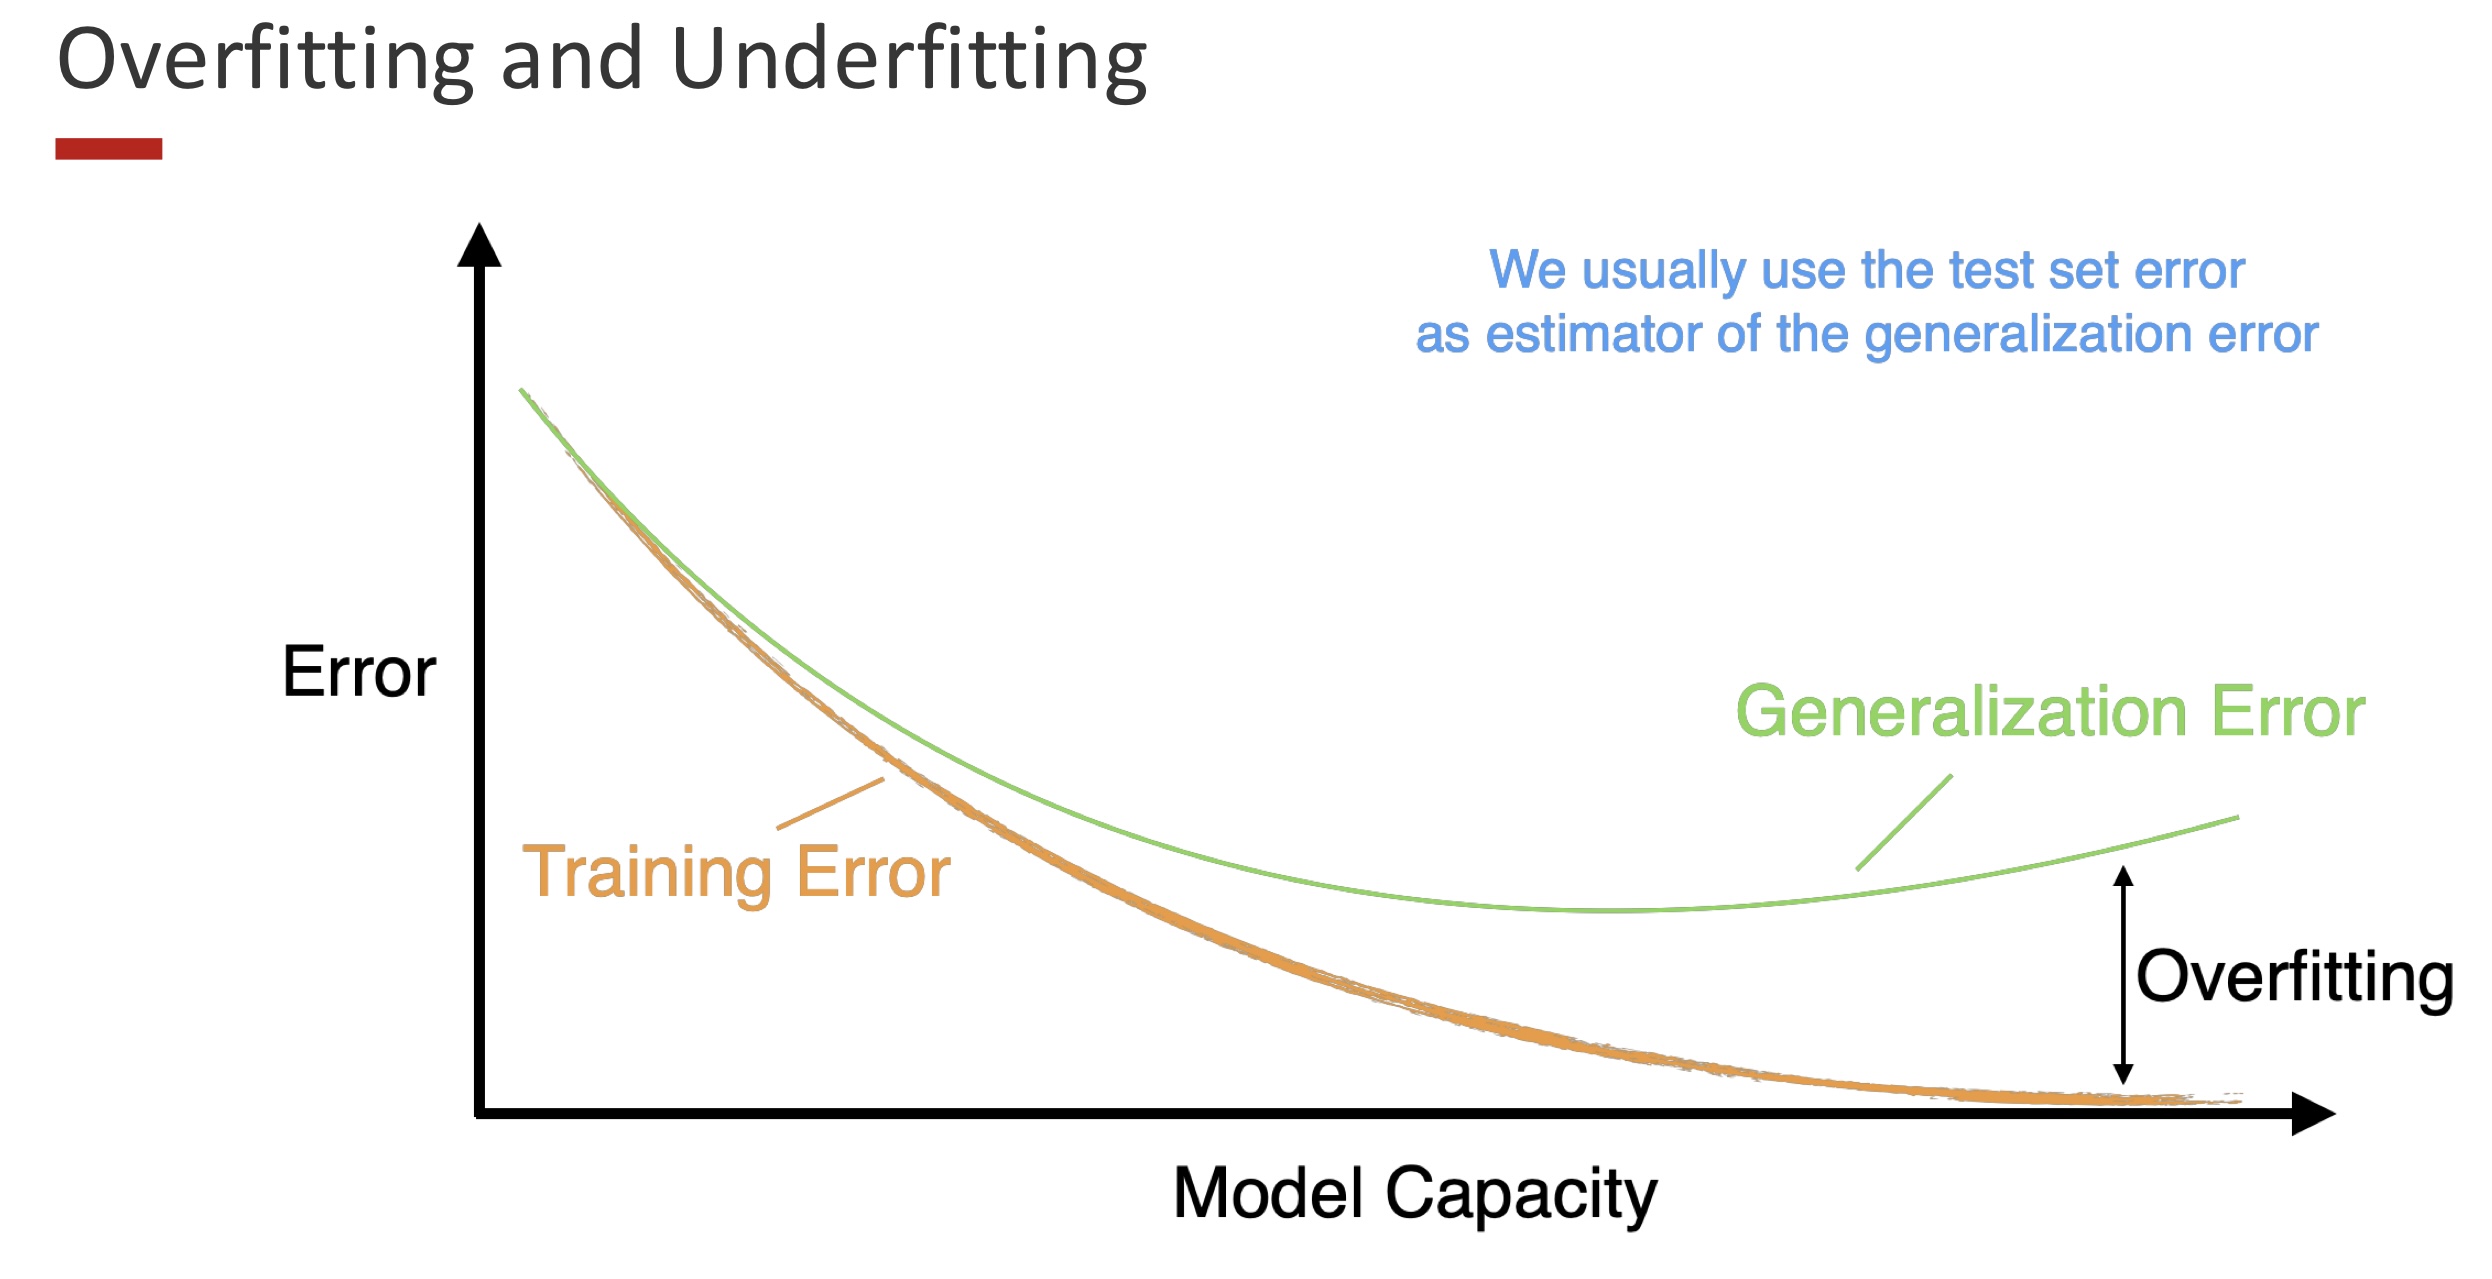 Overfitting and Underfitting
We usually use the test set error
as estimator of the generalization error
Error
Generalization Error
Training Error
Overfitting
Model Capacity